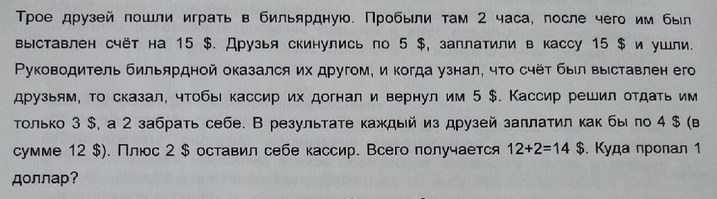 Трое друзей пошли играть в бильярдную. Пробыли там 2 часа, после чего им был
выставлен счёт на 15 $. Друзья скинулись по 5 $, заплатили в кассу 15 $ и ушли.
Руководитель бильярдной оказался их другом, и когда узнал, что счёт был выставлен его
друзьям, то сказал, чтобы кассир их догнал и вернул им 5 $. Кассир решил отдать им
только 3 $, а 2 забрать себе. В результате каждый из друзей заплатил как бы по 4 $ (в
сумме 12 $). Плюс 2 $ оставил себе кассир. Всего получается 12+2=14 $. Куда пропал 1
доллар?